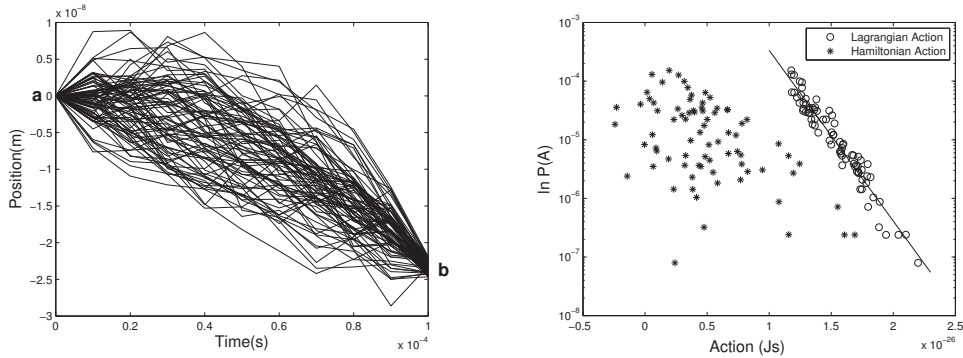 x 10⁻⁸
1
0.5
0
-0.5
-1
-1.5
-2
-2.5
-3
0
0.2
0.4
0.6
0.8
1
x 10⁻⁴
Position(m)
Time(s)
a
b
10⁻³
10⁻⁴
10⁻⁵
10⁻⁶
10⁻⁷
10⁻⁸
-0.5
0
0.5
1
1.5
2
2.5
x 10⁻²⁶
ln P(A)
Action (Js)
Lagrangian Action
Hamiltonian Action